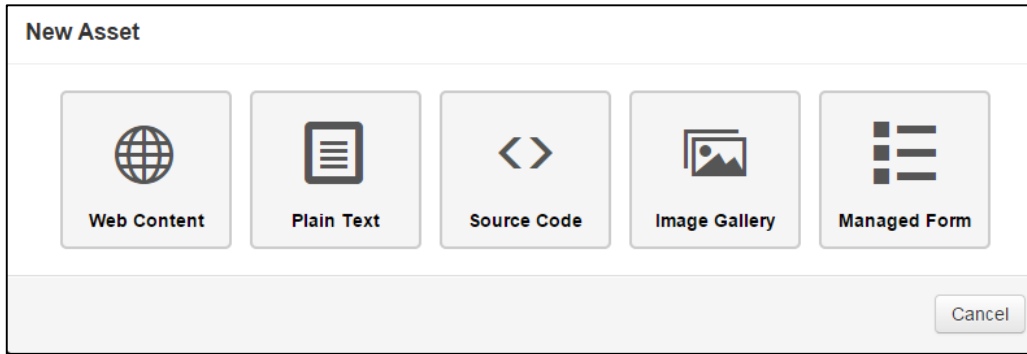 New Asset
Web Content Plain Text Source Code Image Gallery Managed Form
Cancel